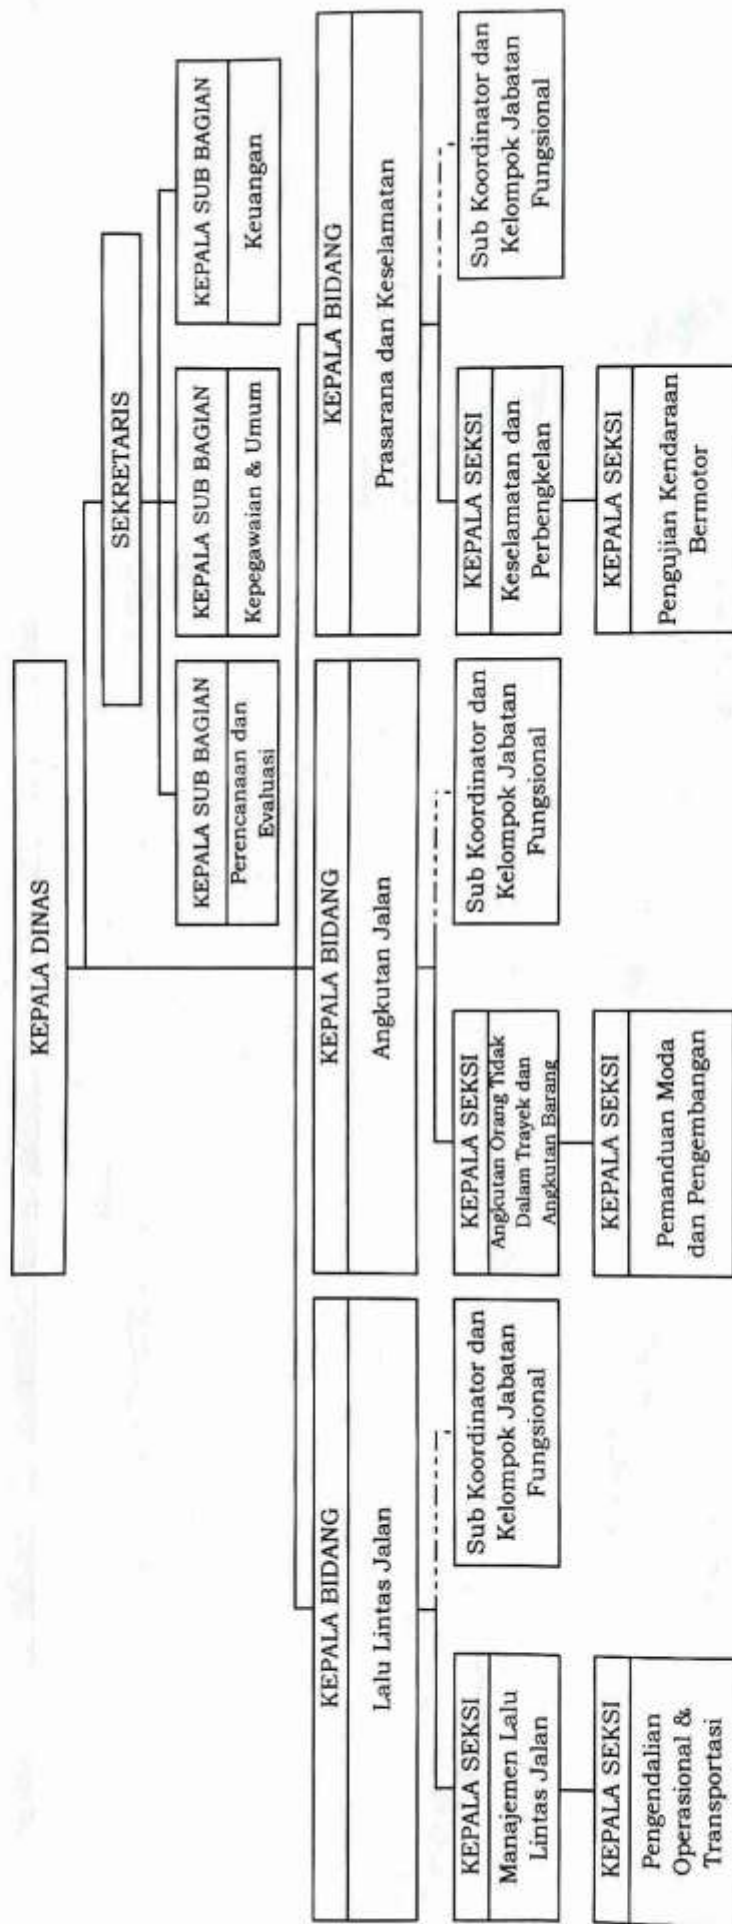 KEPALA DINAS
SEKRETARIS
KEPALA SUB BAGIAN
Perencanaan dan
Evaluasi
KEPALA SUB BAGIAN
Kepegawaian & Umum
KEPALA SUB BAGIAN
Keuangan
KEPALA BIDANG
Lalu Lintas Jalan
KEPALA BIDANG
Angkutan Jalan
KEPALA BIDANG
Prasarana dan Keselamatan
KEPALA SEKSI
Manajemen Lalu
Lintas Jalan
Sub Koordinator dan
Kelompok Jabatan
Fungsional
KEPALA SEKSI
Angkutan Orang Tidak
Dalam Trayek dan
Angkutan Barang
Sub Koordinator dan
Kelompok Jabatan
Fungsional
KEPALA SEKSI
Keselamatan dan
Perbengkelan
Sub Koordinator dan
Kelompok Jabatan
Fungsional
KEPALA SEKSI
Pengendalian
Operasional &
Transportasi
KEPALA SEKSI
Pemanduan Moda
dan Pengembangan
KEPALA SEKSI
Pengujian Kendaraan
Bermotor